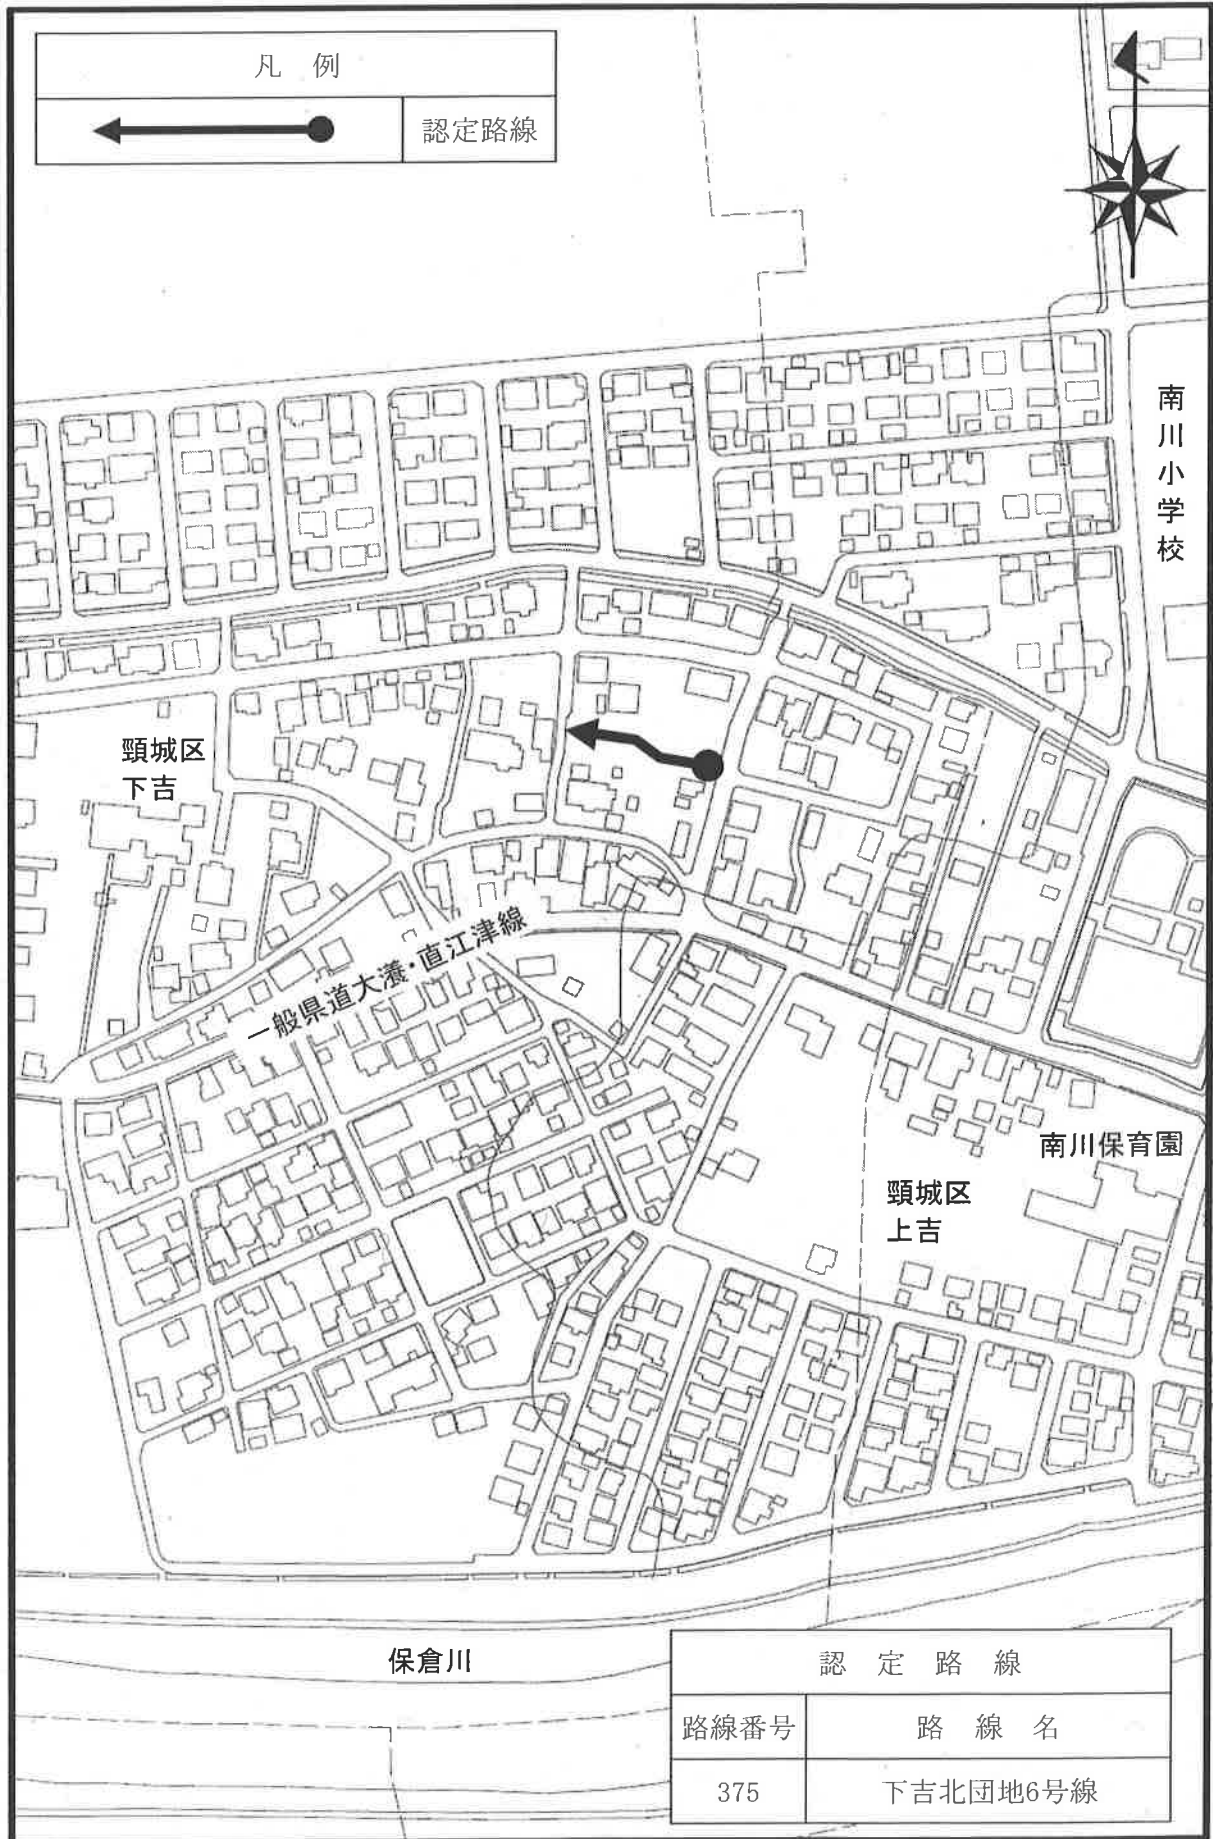 凡 例
認定路線
南川小学校
頸城区
下吉
一般県道大瀁・直江津線
南川保育園
頸城区
上吉
保倉川
認 定 路 線
路線番号 路 線 名
375 下吉北団地6号線